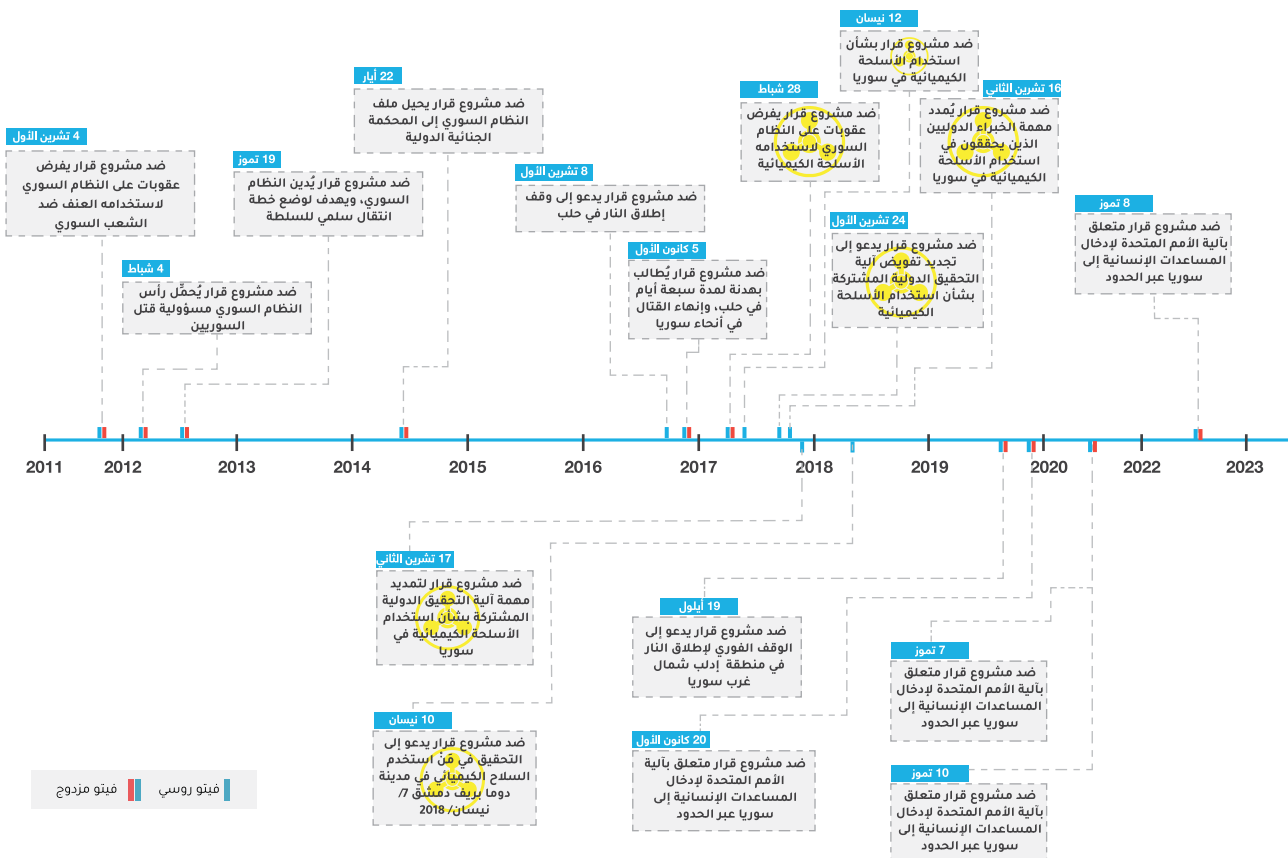 4 تشرين الأول
ضد مشروع قرار يفرض
عقوبات على النظام السوري
لاستخدامه العنف ضد
الشعب السوري
4 شباط
ضد مشروع قرار يُحمّل رأس
النظام السوري مسؤولية قتل
السوريين
19 تموز
ضد مشروع قرار يُدين النظام
السوري، ويهدف لوضع خطة
انتقال سلمي للسلطة
22 أيار
ضد مشروع قرار يحيل ملف
النظام السوري إلى المحكمة
الجنائية الدولية
8 تشرين الأول
ضد مشروع قرار يدعو إلى وقف
إطلاق النار في حلب
5 كانون الأول
ضد مشروع قرار يُطالب
بهدنة لمدة سبعة أيام
في حلب، وإنهاء القتال
في أنحاء سوريا
28 شباط
ضد مشروع قرار يفرض
عقوبات على النظام
السوري لاستخدامه
الأسلحة الكيميائية
12 نيسان
ضد مشروع قرار بشأن
استخدام الأسلحة
الكيميائية في سوريا
24 تشرين الأول
ضد مشروع قرار يدعو إلى
تجديد تفويض آلية
التحقيق الدولية المشتركة
بشأن استخدام الأسلحة
الكيميائية
16 تشرين الثاني
ضد مشروع قرار يُمدد
مهمة الخبراء الدوليين
الذين يحققون في
استخدام الأسلحة
الكيميائية في سوريا
8 تموز
ضد مشروع قرار متعلق
بآلية الأمم المتحدة لإدخال
المساعدات الإنسانية إلى
سوريا عبر الحدود
2011
2012
2013
2014
2015
2016
2017
2018
2019
2020
2022
2023
17 تشرين الثاني
ضد مشروع قرار لتمديد
مهمة آلية التحقيق الدولية
المشتركة بشأن استخدام
الأسلحة الكيميائية في
سوريا
10 نيسان
ضد مشروع قرار يدعو إلى
التحقيق في مَنْ استخدم
السلاح الكيميائي في مدينة
دوما بريف دمشق 7/
نيسان/ 2018
19 أيلول
ضد مشروع قرار يدعو إلى
الوقف الفوري لإطلاق النار
في منطقة إدلب شمال
غرب سوريا
20 كانون الأول
ضد مشروع قرار متعلق بآلية
الأمم المتحدة لإدخال
المساعدات الإنسانية إلى
سوريا عبر الحدود
7 تموز
ضد مشروع قرار متعلق
بآلية الأمم المتحدة لإدخال
المساعدات الإنسانية إلى
سوريا عبر الحدود
10 تموز
ضد مشروع قرار متعلق
بآلية الأمم المتحدة لإدخال
المساعدات الإنسانية إلى
سوريا عبر الحدود
فيتو روسي
فيتو مزدوج